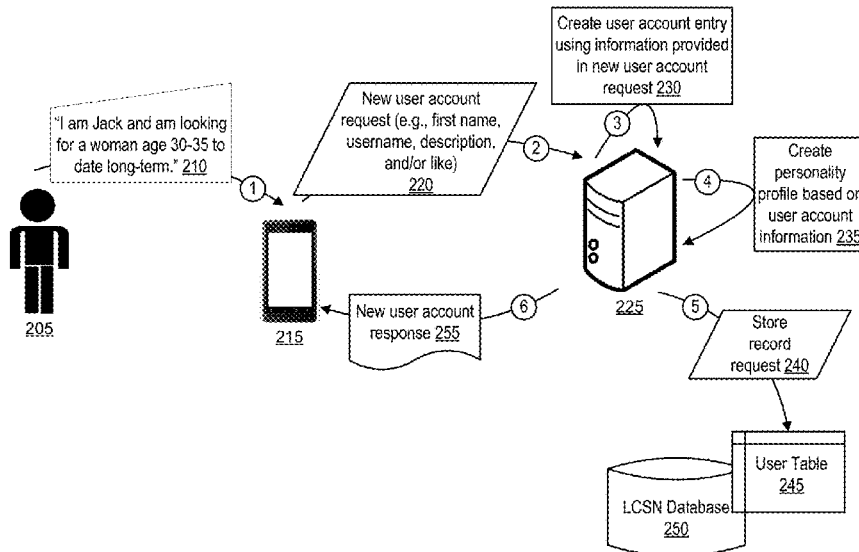 "I am Jack and am looking
for a woman age 30-35 to
date long-term." 210
1
205
215
New user account
request (e.g., first name,
username, description,
and/or like)
220
2
Create user account entry
using information provided
in new user account
request 230
3
225
4
Create
personality
profile based on
user account
information 235
5
Store
record
request 240
User Table
245
LCSN Database
250
6
New user account
response 255